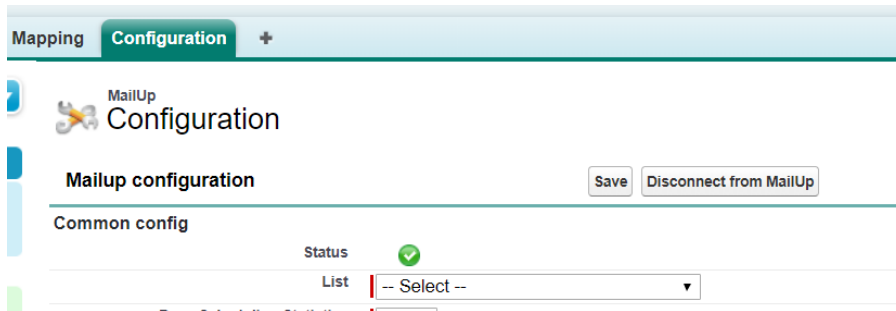 Mapping Configuration +
MailUp
Configuration
Mailup configuration Save Disconnect from MailUp
Common config
Status
List -- Select --